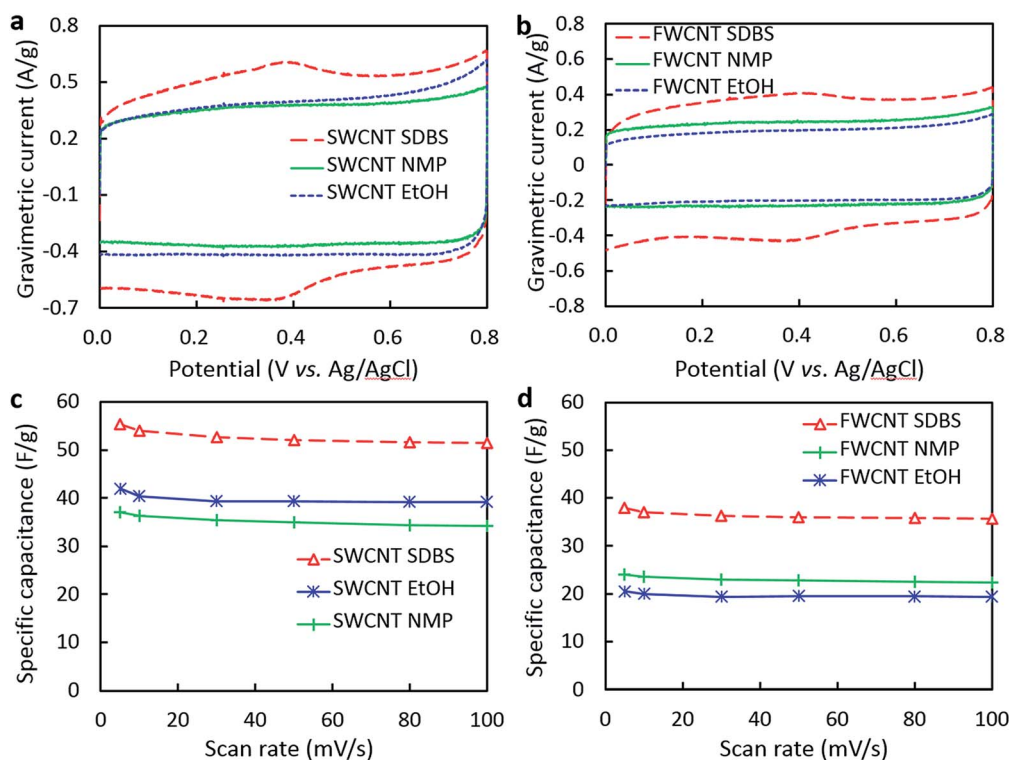 a
Gravimetric current (A/g)
0.8
0.5
0.2
-0.1
-0.4
-0.7
SWCNT SDBS
SWCNT NMP
SWCNT EtOH
0.0
0.2
0.4
0.6
0.8
Potential (V vs. Ag/AgCl)
b
Gravimetric current (A/g)
0.8
0.6
0.4
0.2
0
-0.2
-0.4
-0.6
-0.8
FWCNT SDBS
FWCNT NMP
FWCNT EtOH
0.0
0.2
0.4
0.6
0.8
Potential (V vs. Ag/AgCl)
c
Specific capacitance (F/g)
60
50
40
30
20
10
0
SWCNT SDBS
SWCNT EtOH
SWCNT NMP
0
20
40
60
80
100
Scan rate (mV/s)
d
Specific capacitance (F/g)
60
50
40
30
20
10
0
FWCNT SDBS
FWCNT NMP
FWCNT EtOH
0
20
40
60
80
100
Scan rate (mV/s)